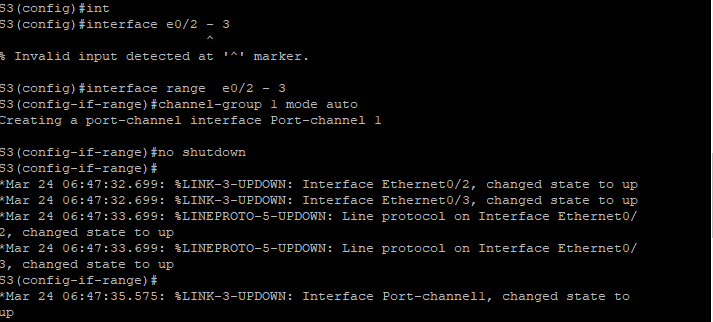 S3(config)#int
S3(config)#interface e0/2 - 3
^
% Invalid input detected at '^' marker.
S3(config)#interface range  e0/2 - 3
S3(config-if-range)#channel-group 1 mode auto
Creating a port-channel interface Port-channel 1
S3(config-if-range)#no shutdown
S3(config-if-range)#
*Mar 24 06:47:32.699: %LINK-3-UPDOWN: Interface Ethernet0/2, changed state to up
*Mar 24 06:47:32.699: %LINK-3-UPDOWN: Interface Ethernet0/3, changed state to up
*Mar 24 06:47:33.699: %LINEPROTO-5-UPDOWN: Line protocol on Interface Ethernet0/
2, changed state to up
*Mar 24 06:47:33.699: %LINEPROTO-5-UPDOWN: Line protocol on Interface Ethernet0/
3, changed state to up
S3(config-if-range)#
*Mar 24 06:47:35.575: %LINK-3-UPDOWN: Interface Port-channel1, changed state to
up